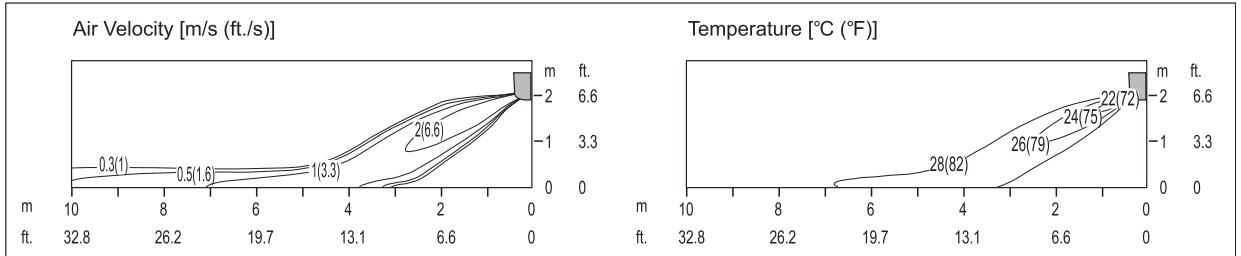 Air Velocity [m/s (ft./s)]
m ft.
2 6.6
2(6.6)
1 3.3
0.3(1) 0.5(1.6) 1(3.3)
0 0
m 10 8 6 4 2 0
ft. 32.8 26.2 19.7 13.1 6.6 0
Temperature [°C (°F)]
m ft.
22(72) 2 6.6
24(75)
26(79) 1 3.3
28(82)
0 0
m 10 8 6 4 2 0
ft. 32.8 26.2 19.7 13.1 6.6 0